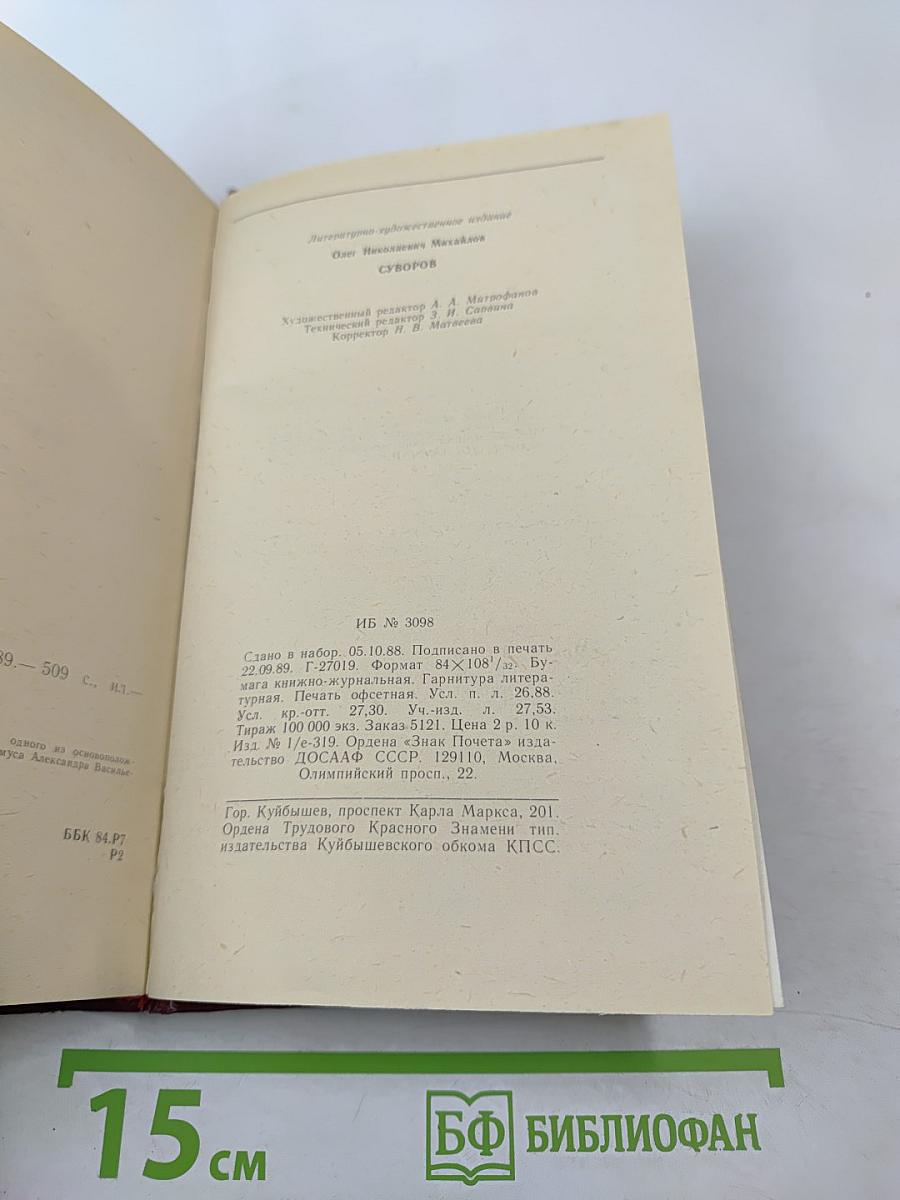 89.— 509 с., ил.—
одного из основополож-
муса Александра Василье-
ББК 84.Р7
Р2
Литературно-художественное издание
Олег Николаевич Михайлов
СУВОРОВ
Художественный редактор А. А. Митрофанов
Технический редактор З. И. Сарвина
Корректор Н. В. Матвеева
ИБ № 3098
Сдано в набор. 05.10.88. Подписано в печать
22.09.89. Г-27019. Формат 84×108¹/₃₂. Бу-
мага книжно-журнальная. Гарнитура литера-
турная. Печать офсетная. Усл. п. л. 26,88.
Усл. кр.-отт. 27,30. Уч.-изд. л. 27,53.
Тираж 100 000 экз. Заказ 5121. Цена 2 р. 10 к.
Изд. № 1/е-319. Ордена «Знак Почета» изда-
тельство ДОСААФ СССР. 129110, Москва,
Олимпийский просп., 22.
Гор. Куйбышев, проспект Карла Маркса, 201.
Ордена Трудового Красного Знамени тип.
издательства Куйбышевского обкома КПСС.
15 см
БФ БИБЛИОФАН